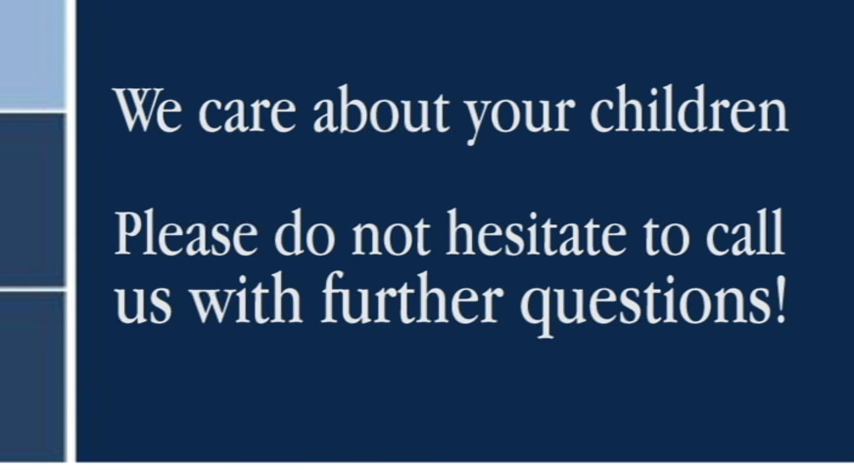 We care about your children
Please do not hesitate to call
us with further questions!